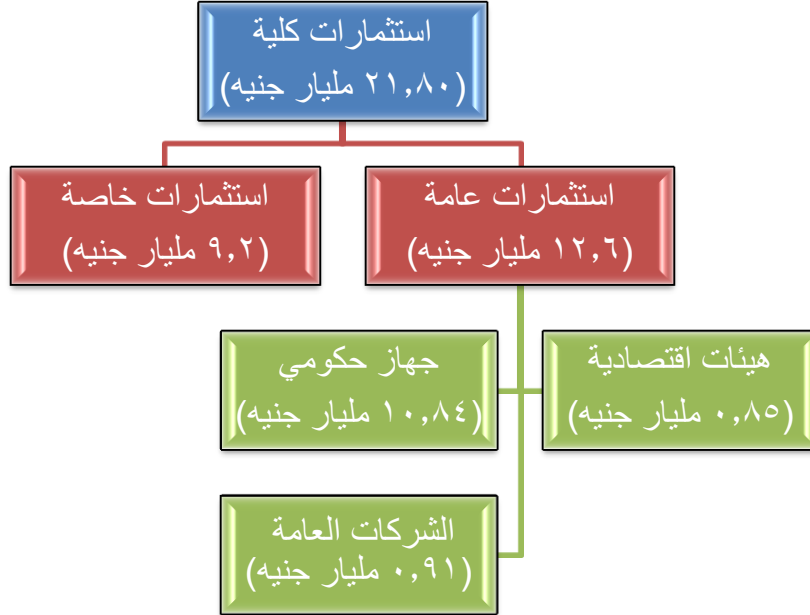 استثمارات كلية
(٢١,٨٠ مليار جنيه)
استثمارات عامة
(١٢,٦ مليار جنيه)
استثمارات خاصة
(٩,٢ مليار جنيه)
هيئات اقتصادية
(٠,٨٥ مليار جنيه)
جهاز حكومي
(١٠,٨٤ مليار جنيه)
الشركات العامة
(٠,٩١ مليار جنيه)